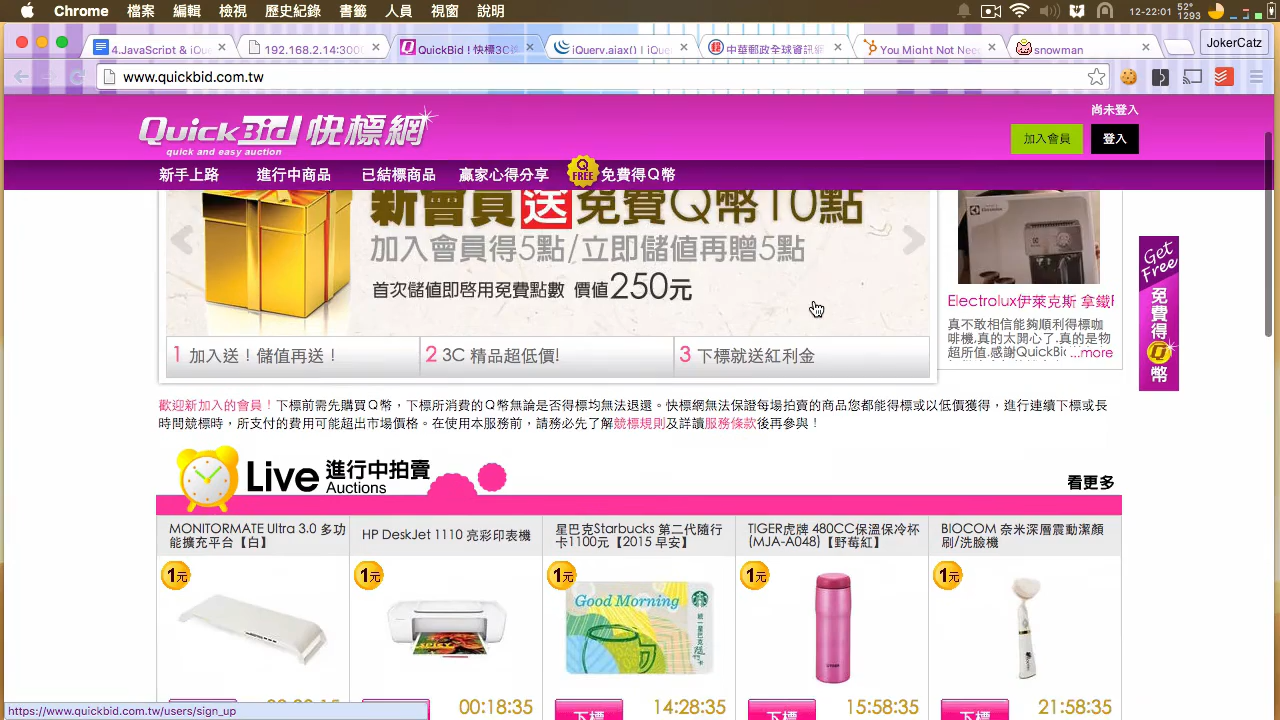 Chrome 檔案 編輯 檢視 歷史紀錄 書籤 人員 視窗 說明 52° 1293 12-22:01
4.JavaScript & iQue
192.168.2.14:300
QuickBid ! 快標3C
jQuery.ajax() | jQue
中華郵政全球資訊網
You Might Not Nee
snowman
JokerCatz
www.quickbid.com.tw
尚未登入
QuickBid 快標網
quick and easy auction
加入會員 登入
新手上路 進行中商品 已結標商品 贏家心得分享 Q FREE 免費得Q幣
新會員送免費Q幣10點
加入會員得5點/立即儲值再贈5點
首次儲值即啓用免費點數 價值250元
1 加入送！儲值再送！
2 3C 精品超低價!
3 下標就送紅利金
Electrolux伊萊克斯 拿鐵
真不敢相信能夠順利得標咖
啡機,真的太開心了.真的是物
超所值.感謝QuickBi ...more
Get Free 免費得Q幣
歡迎新加入的會員！下標前需先購買Ｑ幣，下標所消費的Ｑ幣無論是否得標均無法退還。快標網無法保證每場拍賣的商品您都能得標或以低價獲得，進行連續下標或長
時間競標時，所支付的費用可能超出市場價格。在使用本服務前，請務必先了解競標規則及詳讀服務條款後再參與！
Live 進行中拍賣 Auctions
看更多
MONITORMATE Ultra 3.0 多功
能擴充平台【白】
HP DeskJet 1110 亮彩印表機
星巴克Starbucks 第二代隨行
卡1100元【2015 早安】
TIGER虎牌 480CC保溫保冷杯
(MJA-A048)【野莓紅】
BIOCOM 奈米深層震動潔顏
刷/洗臉機
1元 1元 1元 1元 1元
Good Morning
統一星巴克卡
TIGER
00:18:35
下標 14:28:35
下標 15:58:35
下標 21:58:35
https://www.quickbid.com.tw/users/sign_up